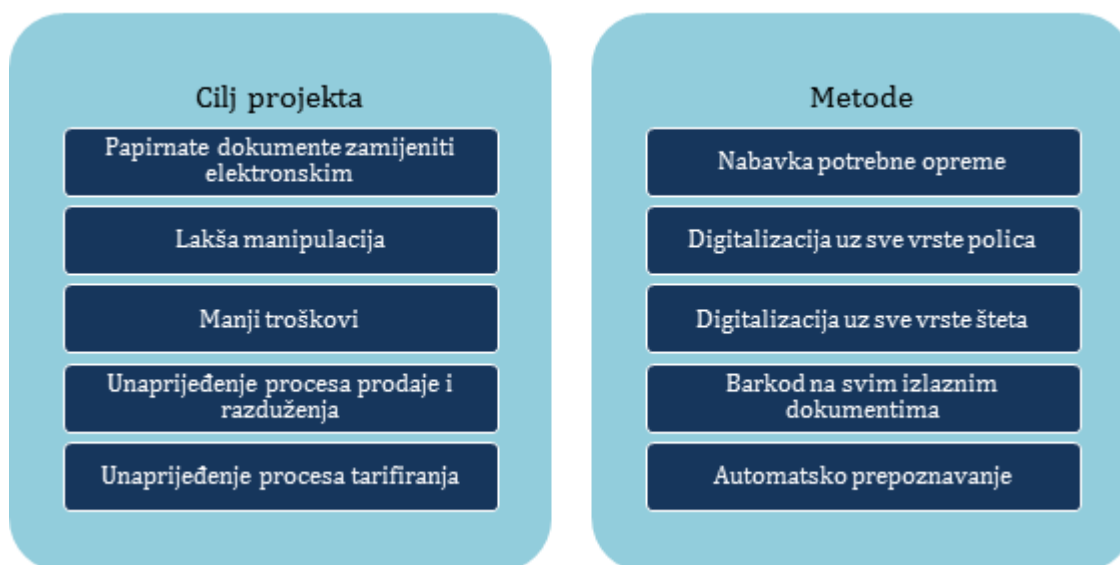 Cilj projekta
Papirnate dokumente zamijeniti
elektronskim
Lakša manipulacija
Manji troškovi
Unaprijeđenje procesa prodaje i
razduženja
Unaprijeđenje procesa tarifiranja
Metode
Nabavka potrebne opreme
Digitalizacija uz sve vrste polica
Digitalizacija uz sve vrste šteta
Barkod na svim izlaznim
dokumentima
Automatsko prepoznavanje